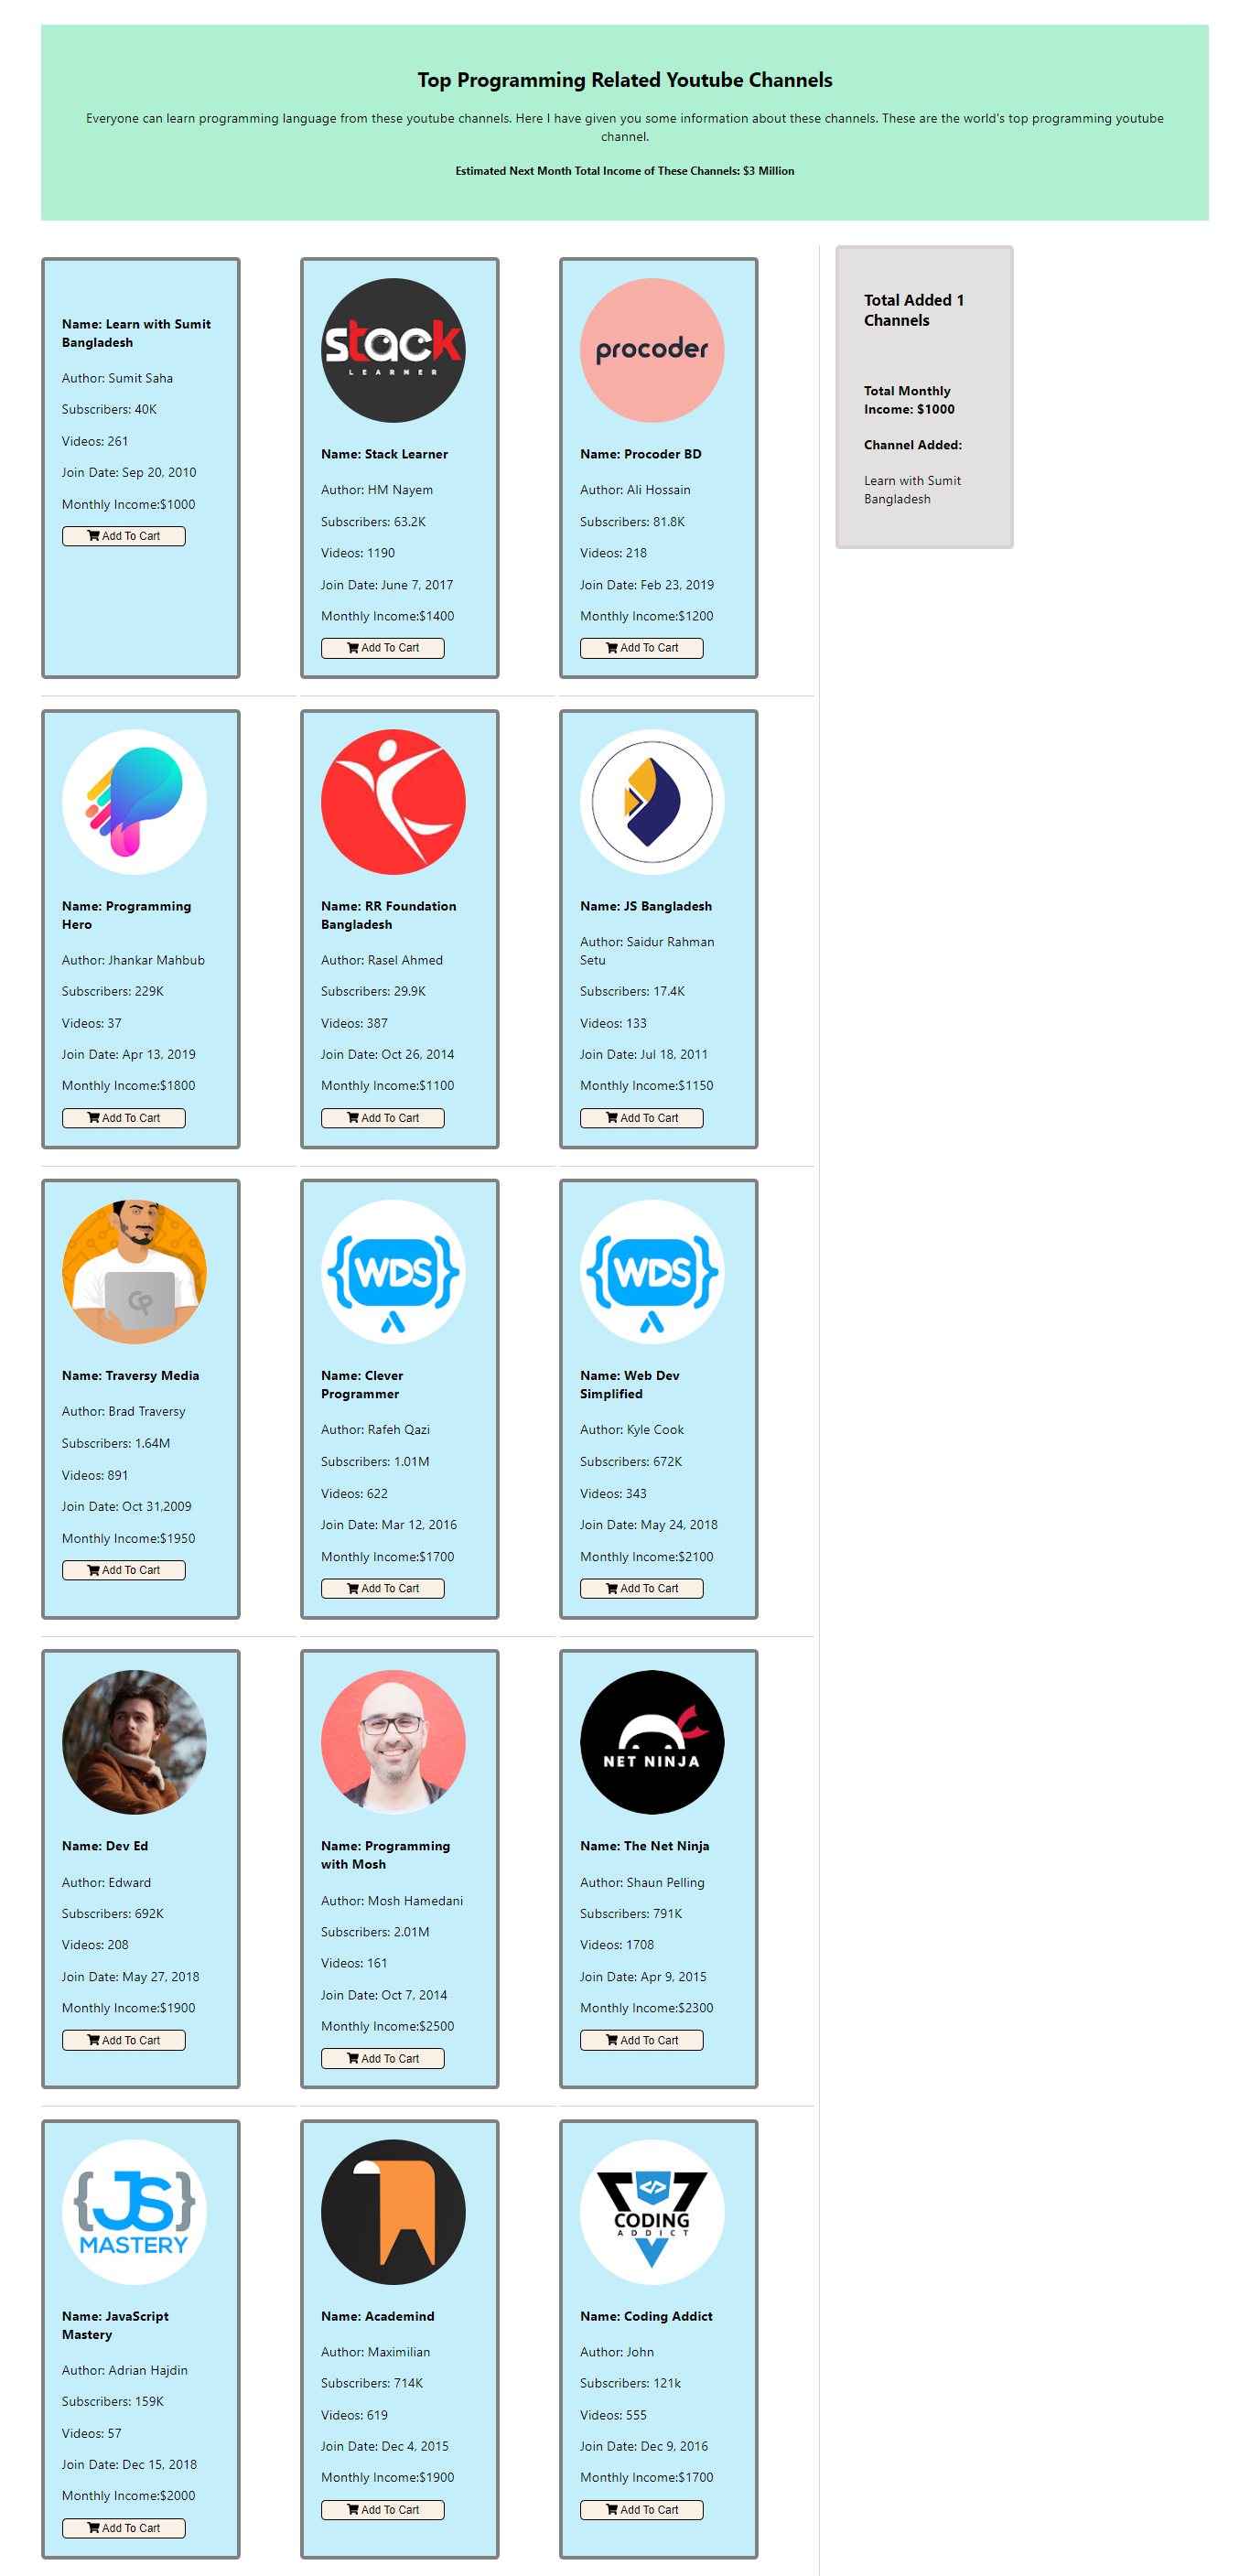 Top Programming Related Youtube Channels
Everyone can learn programming language from these youtube channels. Here I have given you some information about these channels. These are the world's top programming youtube
channel.
Estimated Next Month Total Income of These Channels: $3 Million
Name: Learn with Sumit
Bangladesh
Author: Sumit Saha
Subscribers: 40K
Videos: 261
Join Date: Sep 20, 2010
Monthly Income:$1000
Add To Cart
stack
LEARNER
Name: Stack Learner
Author: HM Nayem
Subscribers: 63.2K
Videos: 1190
Join Date: June 7, 2017
Monthly Income:$1400
Add To Cart
procoder
Name: Procoder BD
Author: Ali Hossain
Subscribers: 81.8K
Videos: 218
Join Date: Feb 23, 2019
Monthly Income:$1200
Add To Cart
Total Added 1
Channels
Total Monthly
Income: $1000
Channel Added:
Learn with Sumit
Bangladesh
Name: Programming
Hero
Author: Jhankar Mahbub
Subscribers: 229K
Videos: 37
Join Date: Apr 13, 2019
Monthly Income:$1800
Add To Cart
Name: RR Foundation
Bangladesh
Author: Rasel Ahmed
Subscribers: 29.9K
Videos: 387
Join Date: Oct 26, 2014
Monthly Income:$1100
Add To Cart
Name: JS Bangladesh
Author: Saidur Rahman
Setu
Subscribers: 17.4K
Videos: 133
Join Date: Jul 18, 2011
Monthly Income:$1150
Add To Cart
Name: Traversy Media
Author: Brad Traversy
Subscribers: 1.64M
Videos: 891
Join Date: Oct 31,2009
Monthly Income:$1950
Add To Cart
{WDS}
Name: Clever
Programmer
Author: Rafeh Qazi
Subscribers: 1.01M
Videos: 622
Join Date: Mar 12, 2016
Monthly Income:$1700
Add To Cart
{WDS}
Name: Web Dev
Simplified
Author: Kyle Cook
Subscribers: 672K
Videos: 343
Join Date: May 24, 2018
Monthly Income:$2100
Add To Cart
Name: Dev Ed
Author: Edward
Subscribers: 692K
Videos: 208
Join Date: May 27, 2018
Monthly Income:$1900
Add To Cart
Name: Programming
with Mosh
Author: Mosh Hamedani
Subscribers: 2.01M
Videos: 161
Join Date: Oct 7, 2014
Monthly Income:$2500
Add To Cart
NET NINJA
Name: The Net Ninja
Author: Shaun Pelling
Subscribers: 791K
Videos: 1708
Join Date: Apr 9, 2015
Monthly Income:$2300
Add To Cart
{JS}
MASTERY
Name: JavaScript
Mastery
Author: Adrian Hajdin
Subscribers: 159K
Videos: 57
Join Date: Dec 15, 2018
Monthly Income:$2000
Add To Cart
Name: Academind
Author: Maximilian
Subscribers: 714K
Videos: 619
Join Date: Dec 4, 2015
Monthly Income:$1900
Add To Cart
</>
CODING
ADDICT
Name: Coding Addict
Author: John
Subscribers: 121k
Videos: 555
Join Date: Dec 9, 2016
Monthly Income:$1700
Add To Cart